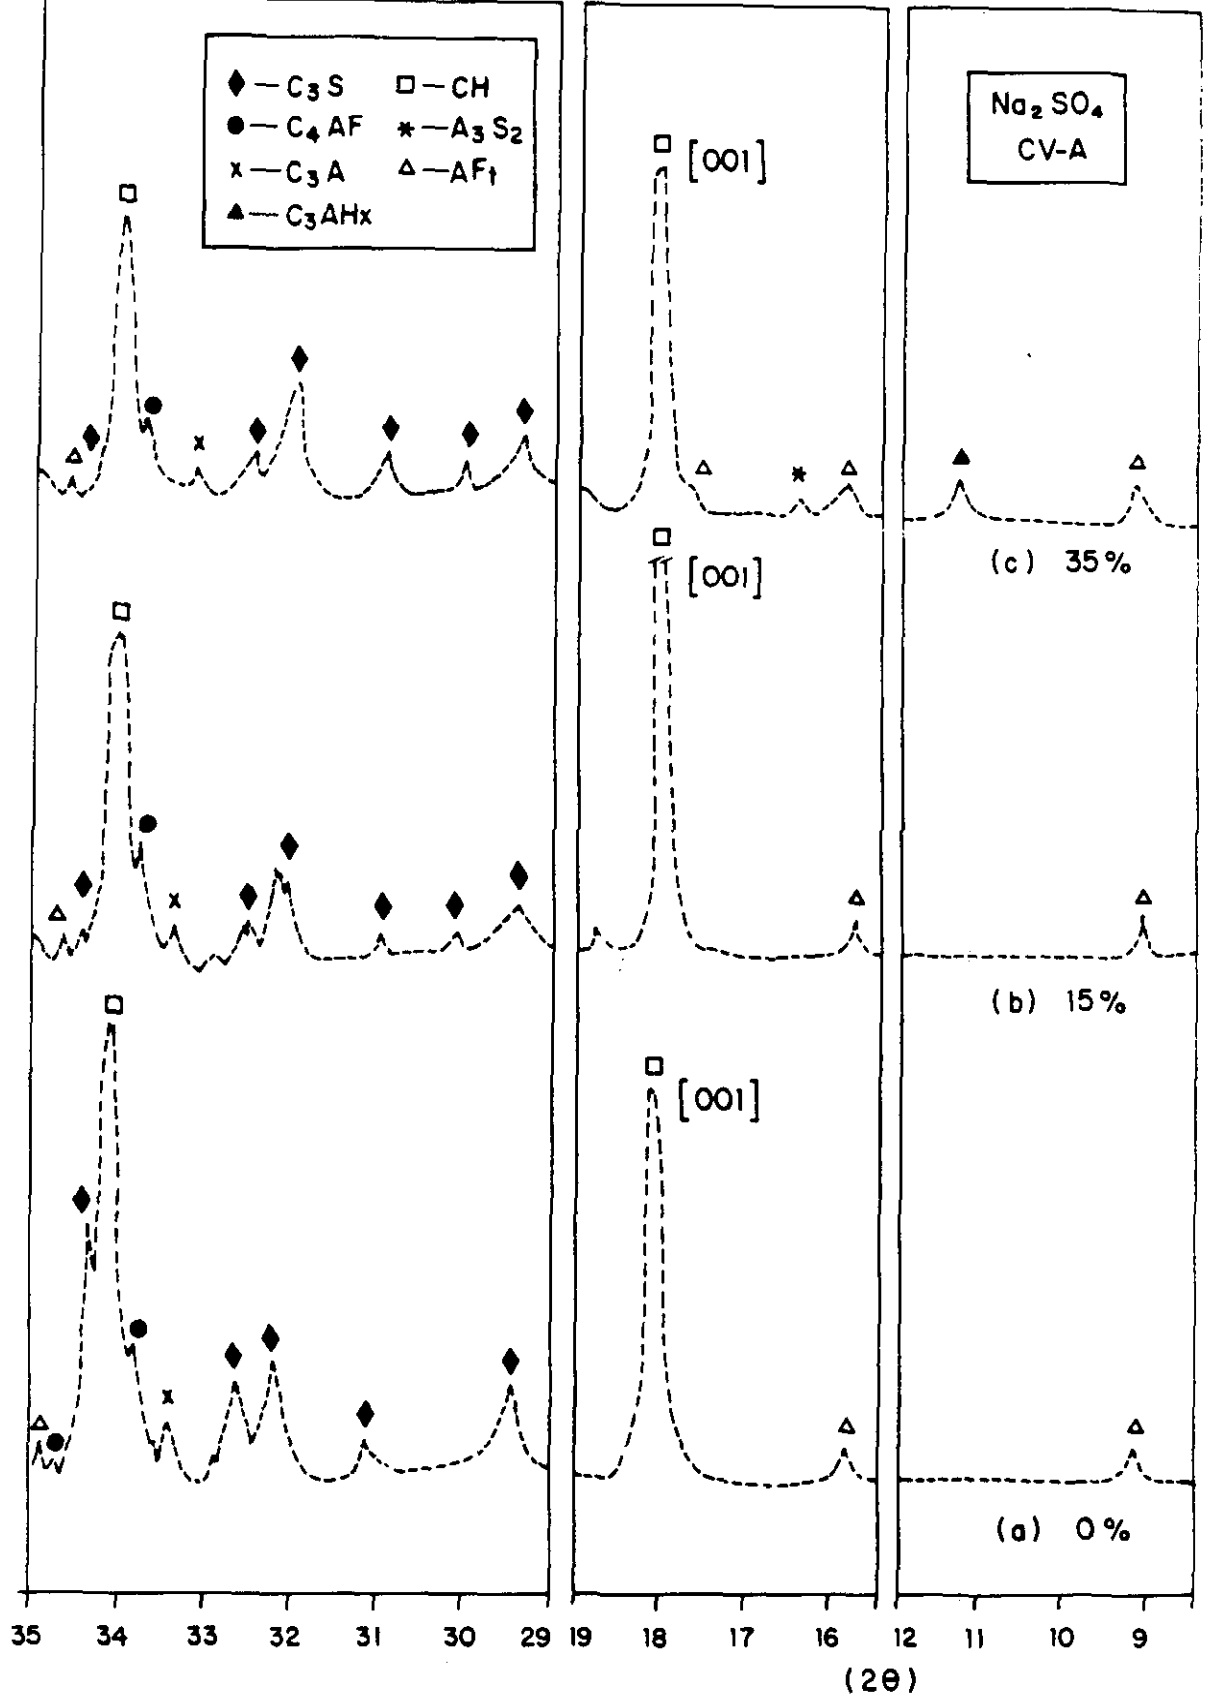 ◆ — C₃S □ — CH
● — C₄AF * — A₃S₂
x — C₃A △ — AFt
▲ — C₃AHx
Na₂SO₄
CV-A
[001]
(c) 35%
[001]
(b) 15%
[001]
(a) 0%
35 34 33 32 31 30 29 19 18 17 16 12 11 10 9
(2θ)